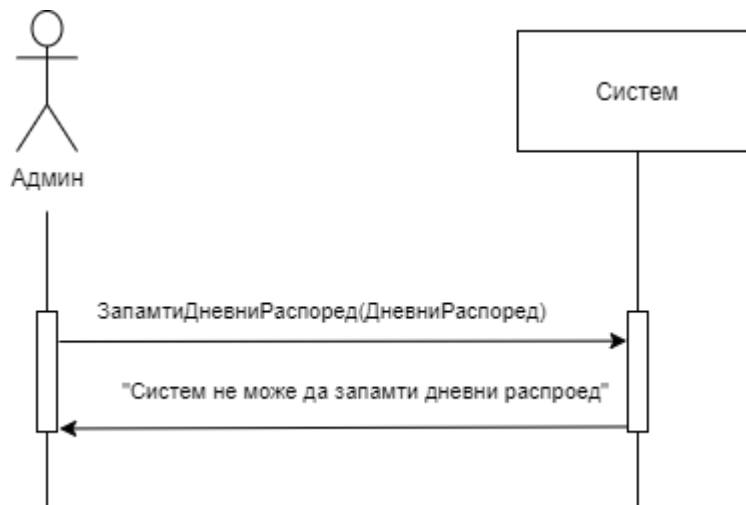 Систем
Админ
ЗапамтиДневниРаспоред(ДневниРаспоред)
"Систем не може да запамти дневни распроед"